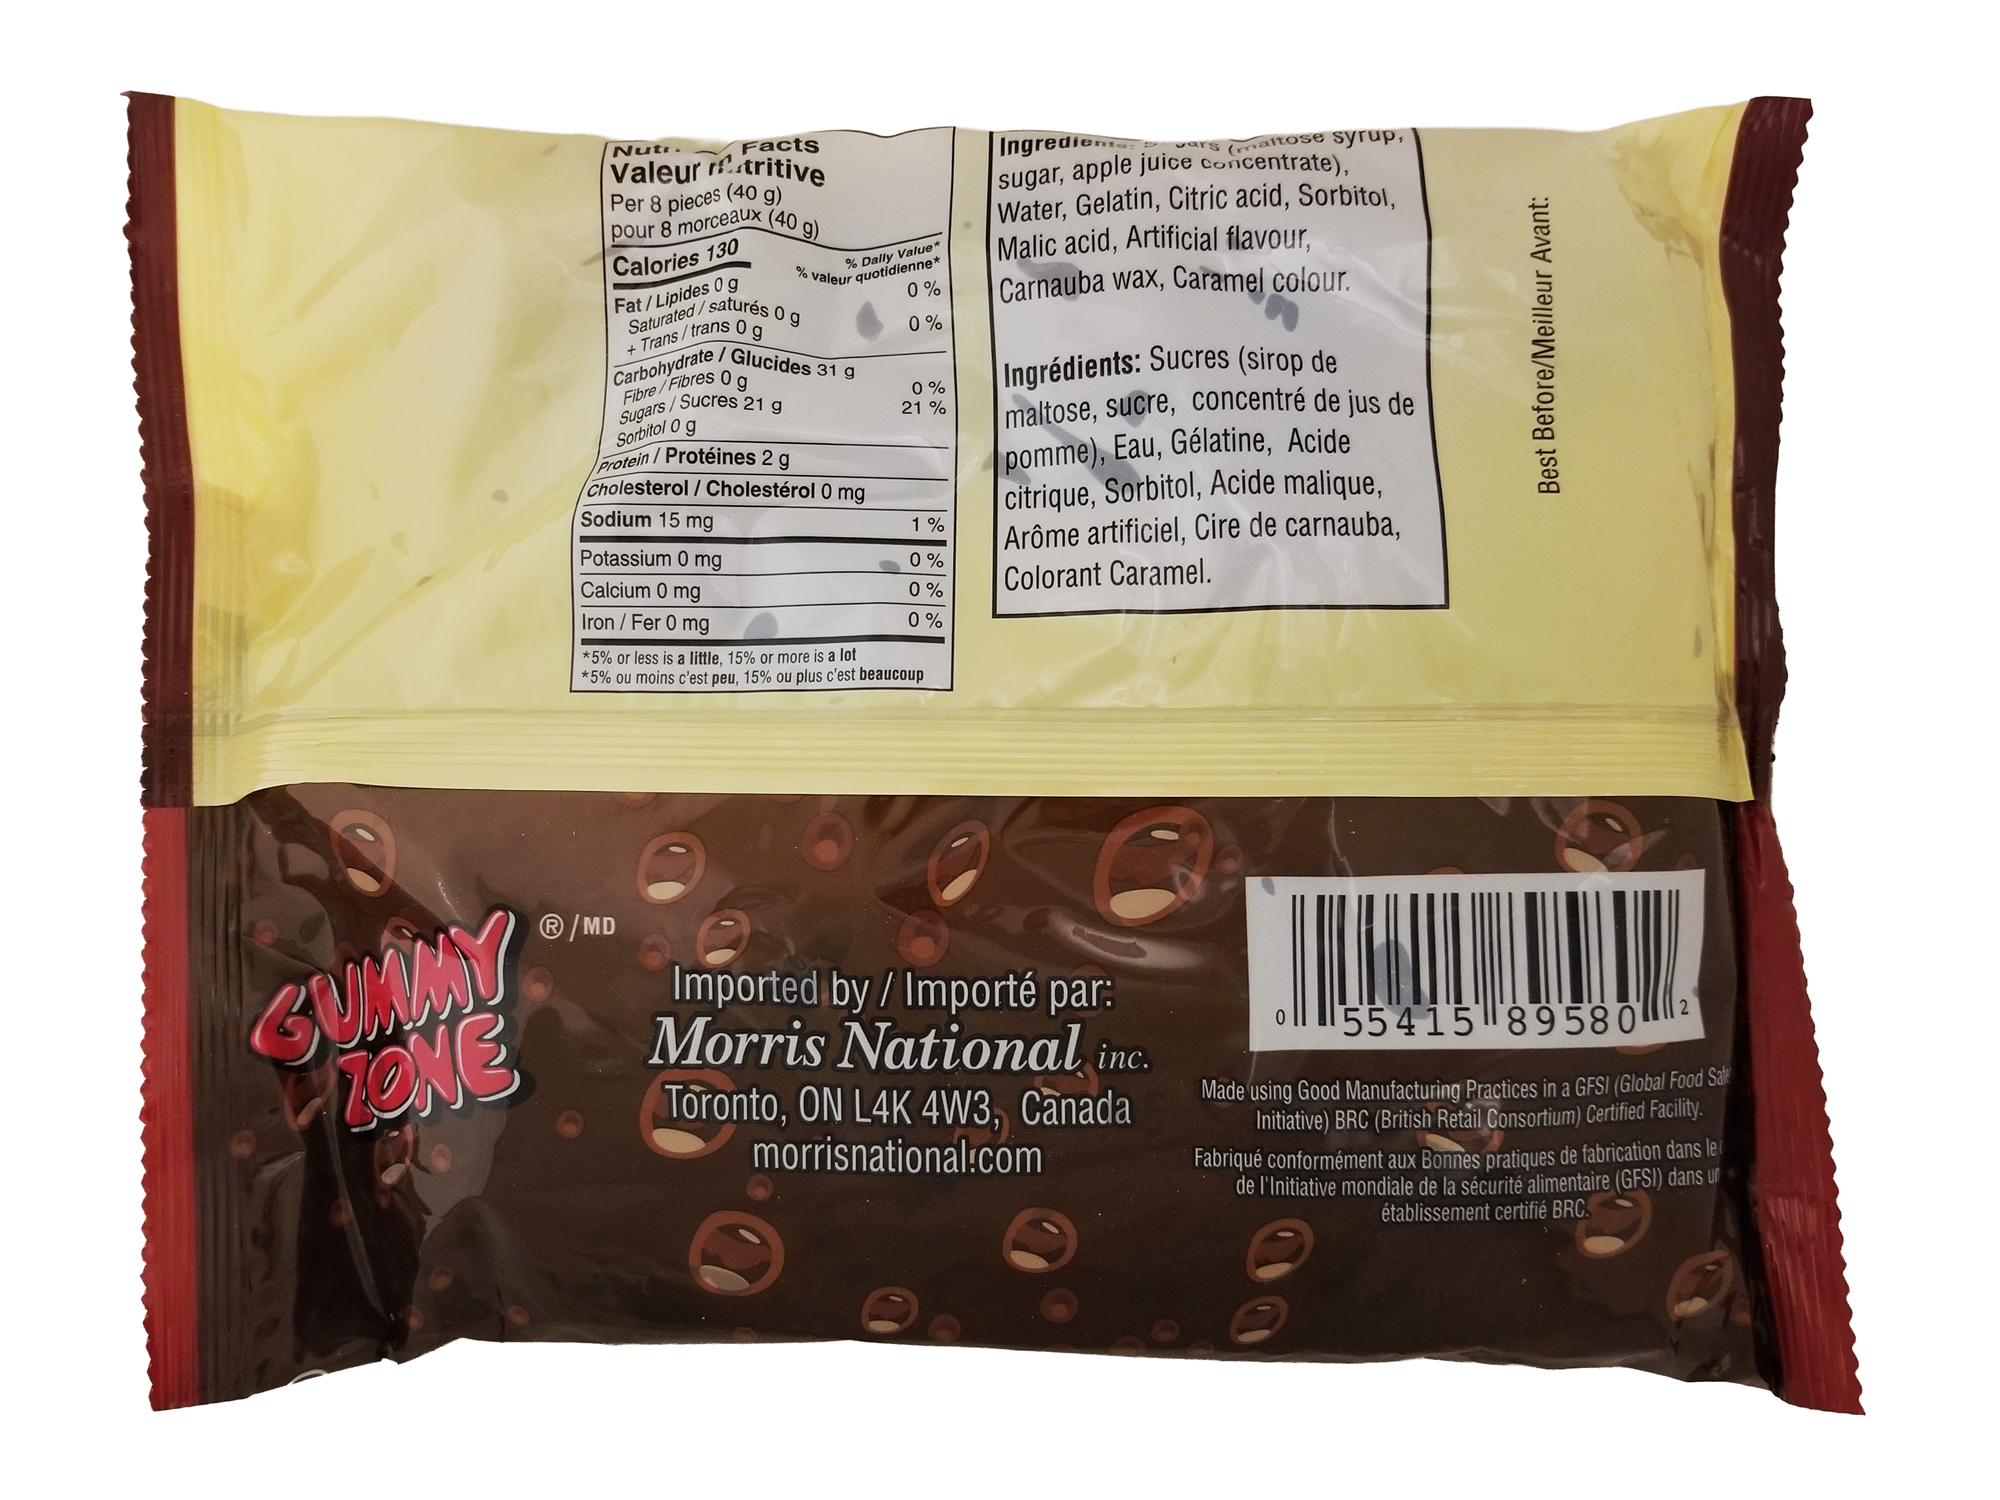 Facts
Valeur nutritive
Per 8 pieces (40 g)
pour 8 morceaux (40 g)
Calories 130
% Daily Value*
% valeur quotidienne*
Fat / Lipides 0 g 0 %
Saturated / saturés 0 g
+ Trans / trans 0 g 0 %
Carbohydrate / Glucides 31 g
Fibre / Fibres 0 g 0 %
Sugars / Sucres 21 g 21 %
Sorbitol 0 g
Protein / Protéines 2 g
Cholesterol / Cholestérol 0 mg
Sodium 15 mg 1 %
Potassium 0 mg 0 %
Calcium 0 mg 0 %
Iron / Fer 0 mg 0 %
*5% or less is a little, 15% or more is a lot
*5% ou moins c'est peu, 15% ou plus c'est beaucoup
(maltose syrup,
sugar, apple juice concentrate),
Water, Gelatin, Citric acid, Sorbitol,
Malic acid, Artificial flavour,
Carnauba wax, Caramel colour.
Ingrédients: Sucres (sirop de
maltose, sucre, concentré de jus de
pomme), Eau, Gélatine, Acide
citrique, Sorbitol, Acide malique,
Arôme artificiel, Cire de carnauba,
Colorant Caramel.
Best Before/Meilleur Avant:
GUMMY
ZONE
®/MD
Imported by / Importé par:
Morris National inc.
Toronto, ON L4K 4W3, Canada
morrisnational.com
0 55415 89580 2
Made using Good Manufacturing Practices in a GFSI (Global Food
Initiative) BRC (British Retail Consortium) Certified Facility.
Fabriqué conformément aux Bonnes pratiques de fabrication dans le
de l'Initiative mondiale de la sécurité alimentaire (GFSI) dans un
établissement certifié BRC.